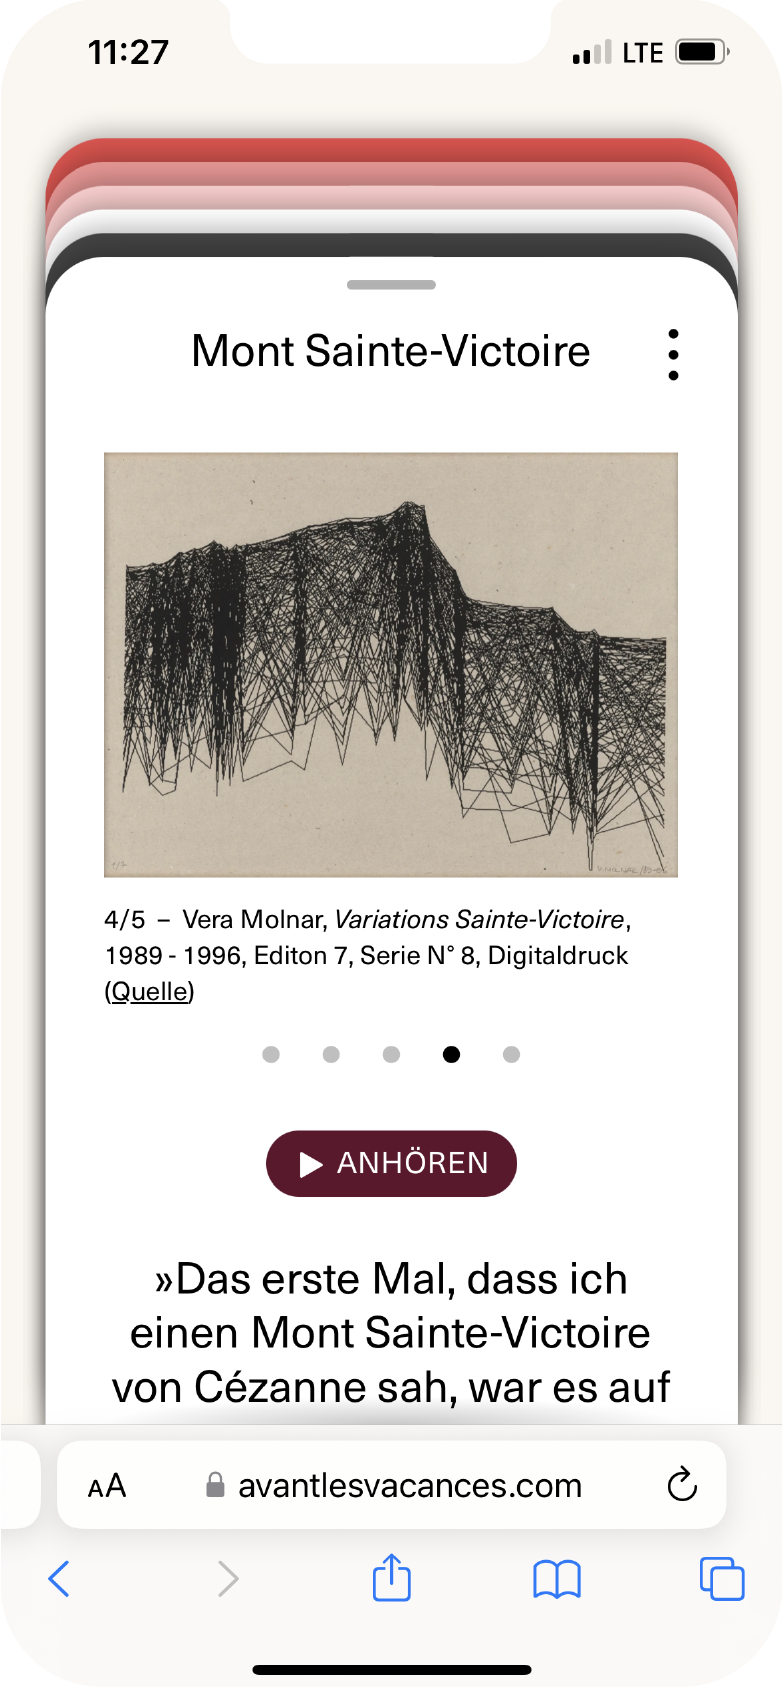 11:27
LTE
Mont Sainte-Victoire
4/5 – Vera Molnar, Variations Sainte-Victoire,
1989 - 1996, Editon 7, Serie N° 8, Digitaldruck
(Quelle)
ANHÖREN
»Das erste Mal, dass ich
einen Mont Sainte-Victoire
von Cézanne sah, war es auf
AA
avantlesvacances.com